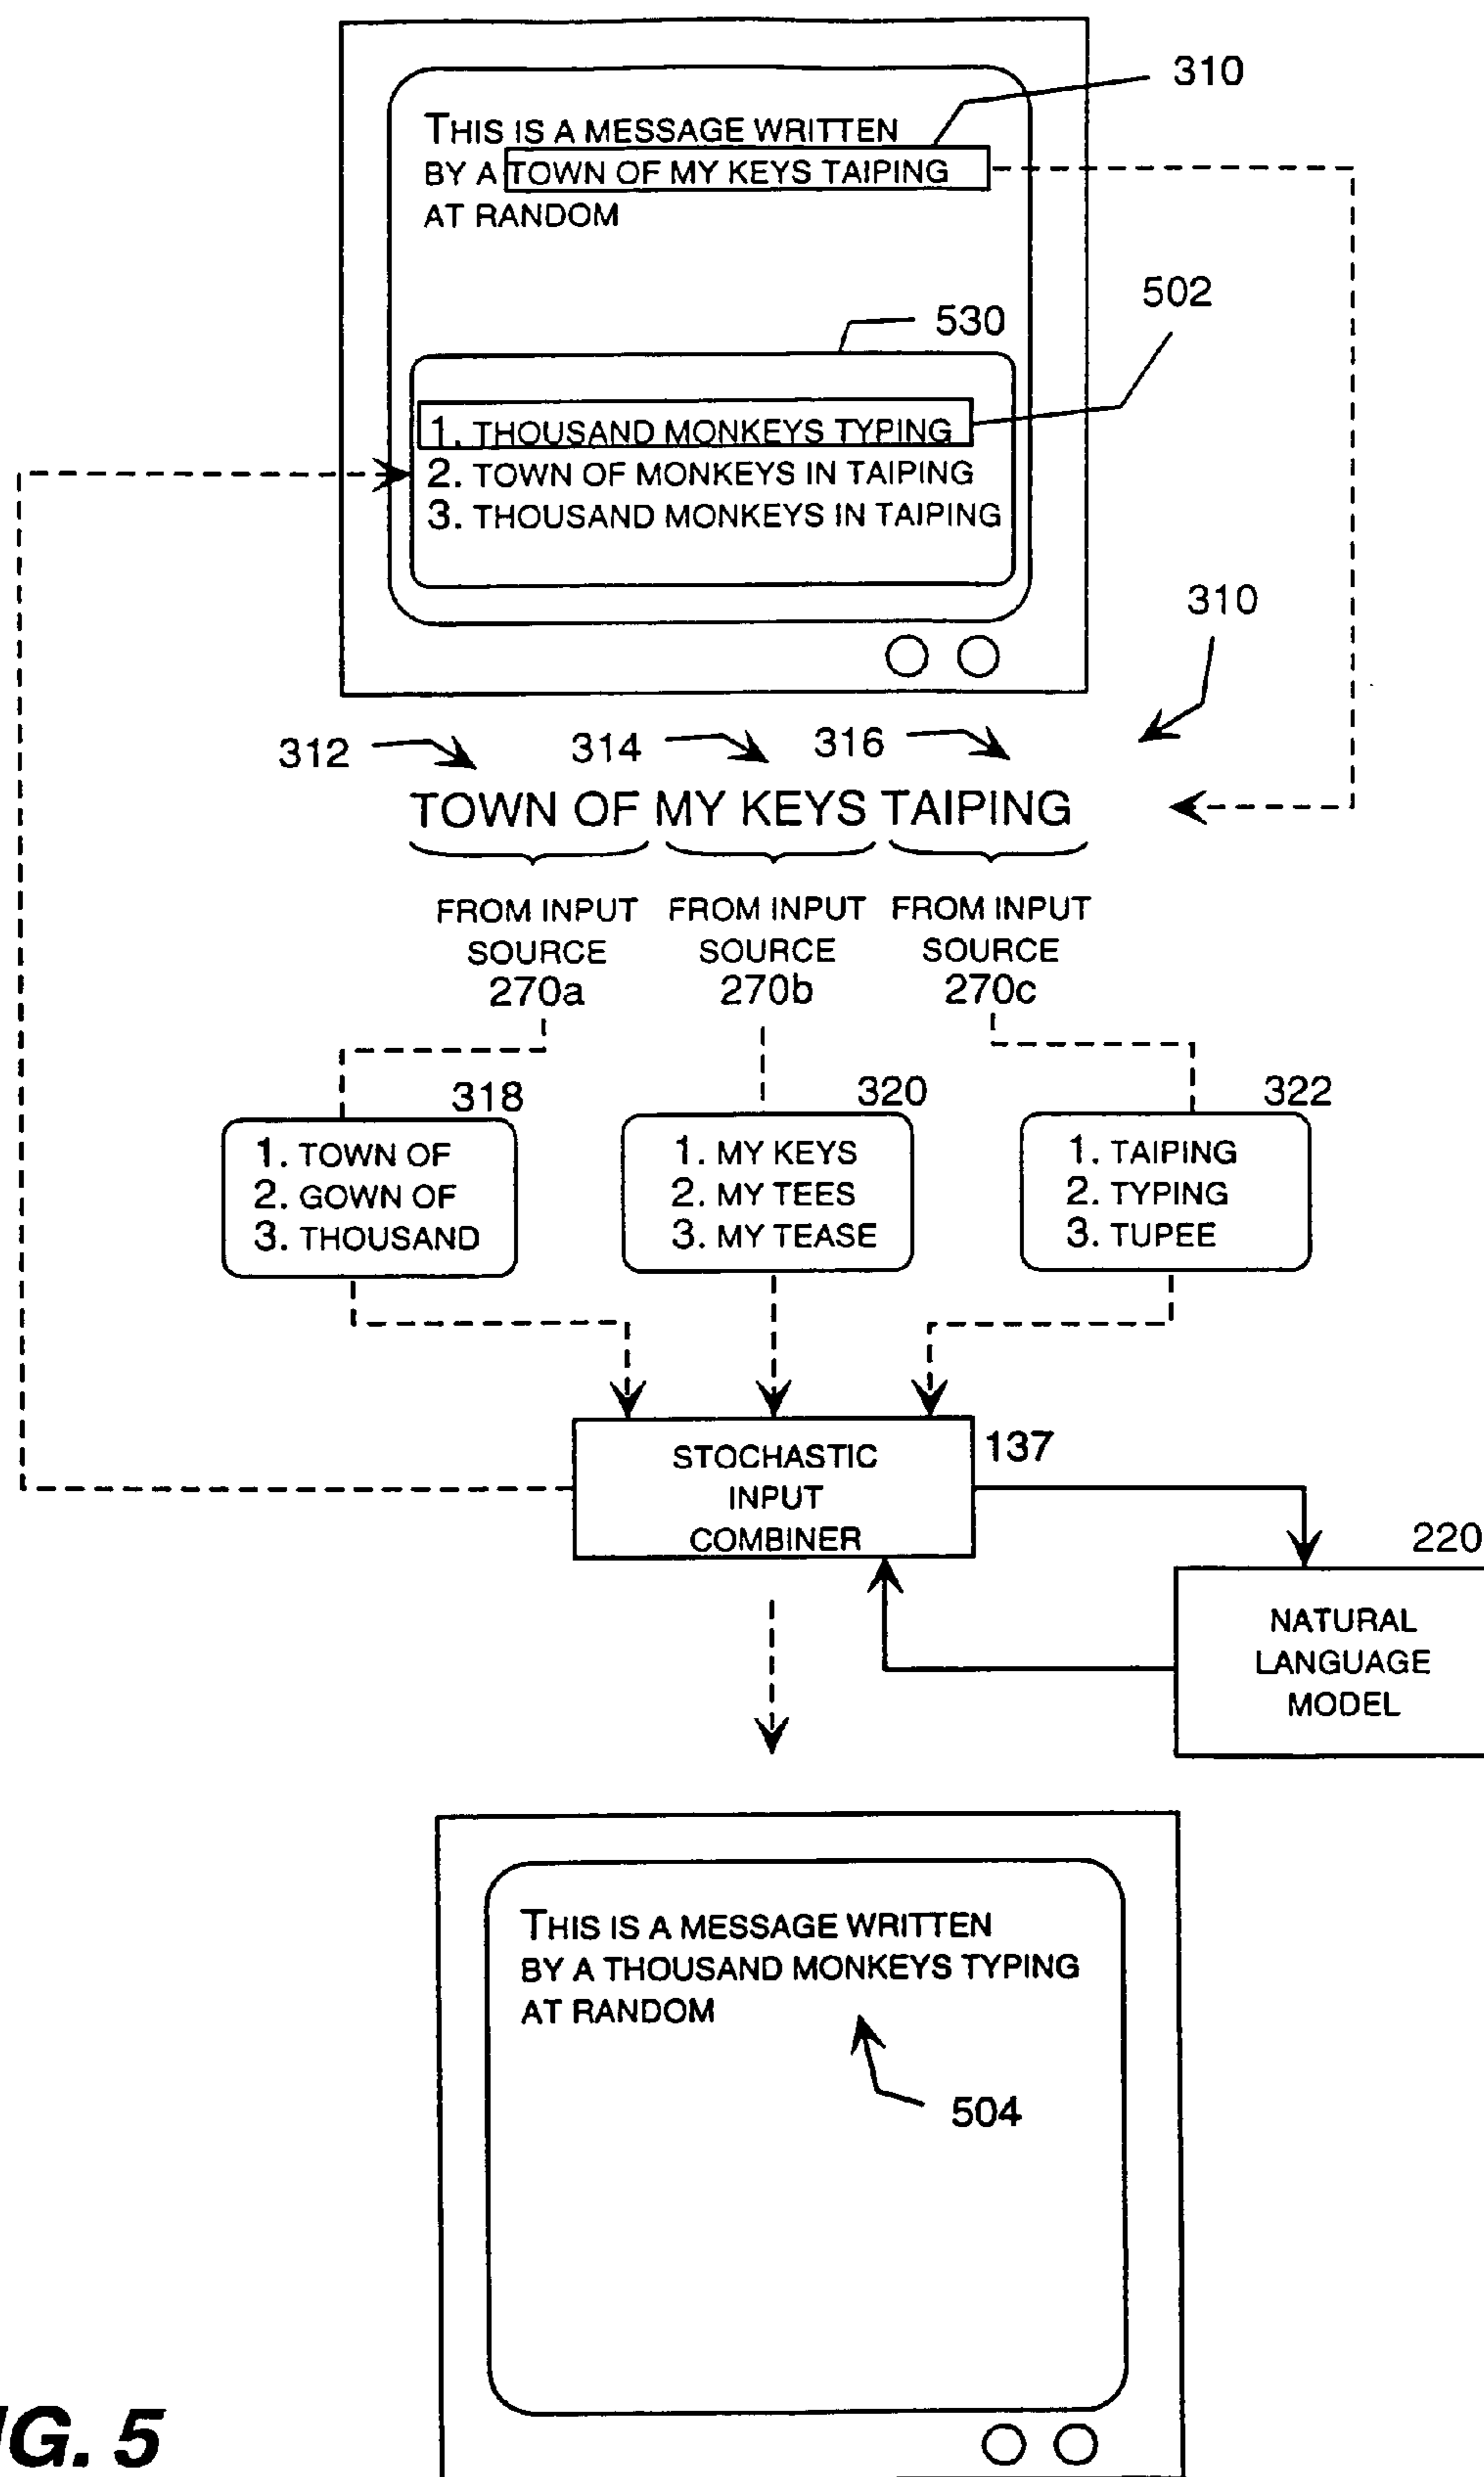 310
THIS IS A MESSAGE WRITTEN
BY A TOWN OF MY KEYS TAIPING
AT RANDOM
502
530
1. THOUSAND MONKEYS TYPING
2. TOWN OF MONKEYS IN TAIPING
3. THOUSAND MONKEYS IN TAIPING
310
312 314 316
TOWN OF MY KEYS TAIPING
FROM INPUT SOURCE 270a
FROM INPUT SOURCE 270b
FROM INPUT SOURCE 270c
318
1. TOWN OF
2. GOWN OF
3. THOUSAND
320
1. MY KEYS
2. MY TEES
3. MY TEASE
322
1. TAIPING
2. TYPING
3. TUPEE
STOCHASTIC
INPUT
COMBINER
137
220
NATURAL
LANGUAGE
MODEL
THIS IS A MESSAGE WRITTEN
BY A THOUSAND MONKEYS TYPING
AT RANDOM
504
G. 5